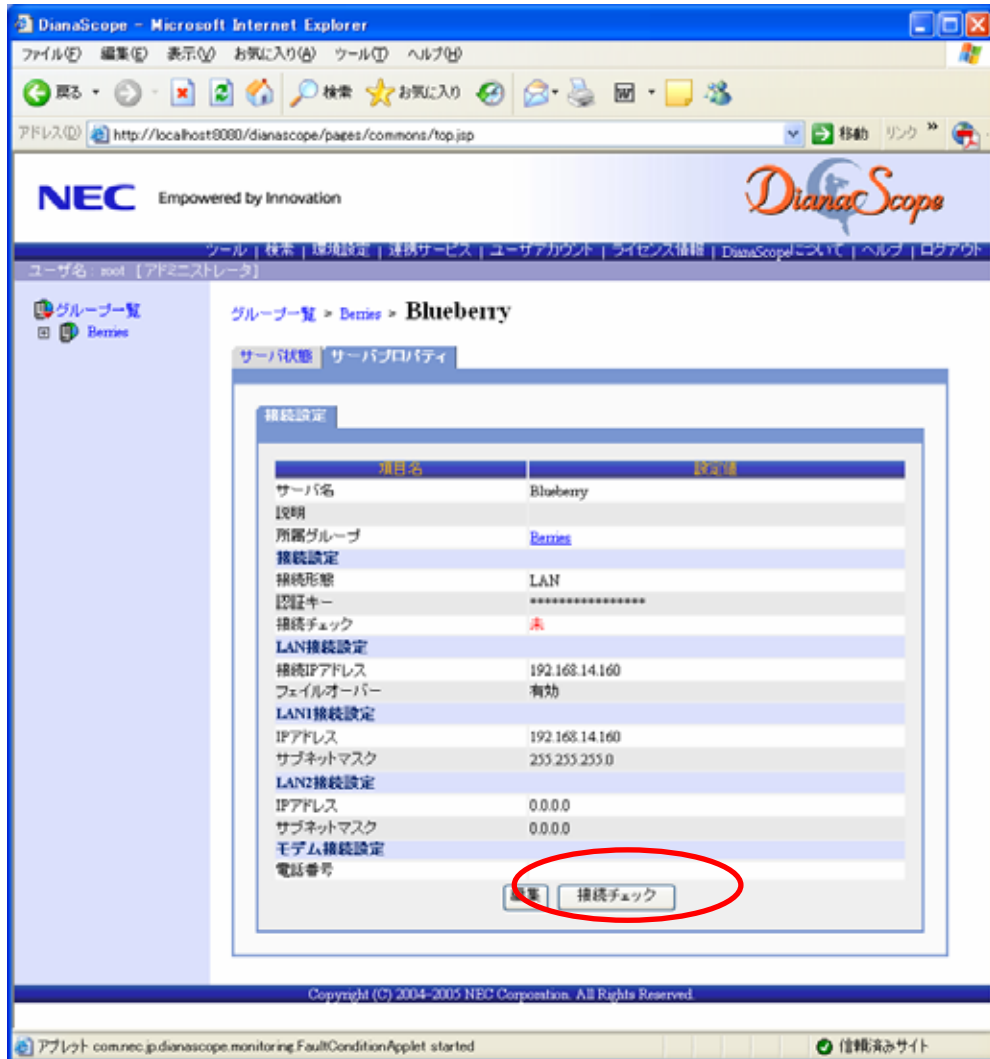 DianaScope - Microsoft Internet Explorer
ファイル(F) 編集(E) 表示(V) お気に入り(A) ツール(T) ヘルプ(H)
戻る 検索 お気に入り
アドレス(D) http://localhost:8080/dianascope/pages/commons/top.jsp 移動 リンク »
NEC Empowered by Innovation DianaScope
ツール | 検索 | 環境設定 | 連携サービス | ユーザアカウント | ライセンス情報 | DianaScopeについて | ヘルプ | ログアウト
ユーザ名 : root [アドミニストレータ]
グループ一覧
Berries
グループ一覧 > Berries > Blueberry
サーバ状態 サーバプロパティ
接続設定
項目名 設定値
サーバ名 Blueberry
説明
所属グループ Berries
接続設定
接続形態 LAN
認証キー ****************
接続チェック 未
LAN接続設定
接続IPアドレス 192.168.14.160
フェイルオーバー 有効
LAN1接続設定
IPアドレス 192.168.14.160
サブネットマスク 255.255.255.0
LAN2接続設定
IPアドレス 0.0.0.0
サブネットマスク 0.0.0.0
モデム接続設定
電話番号
編集 接続チェック
Copyright (C) 2004-2005 NEC Corporation. All Rights Reserved.
アプレット com.nec.jp.dianascope.monitoring.FaultConditionApplet started 信頼済みサイト